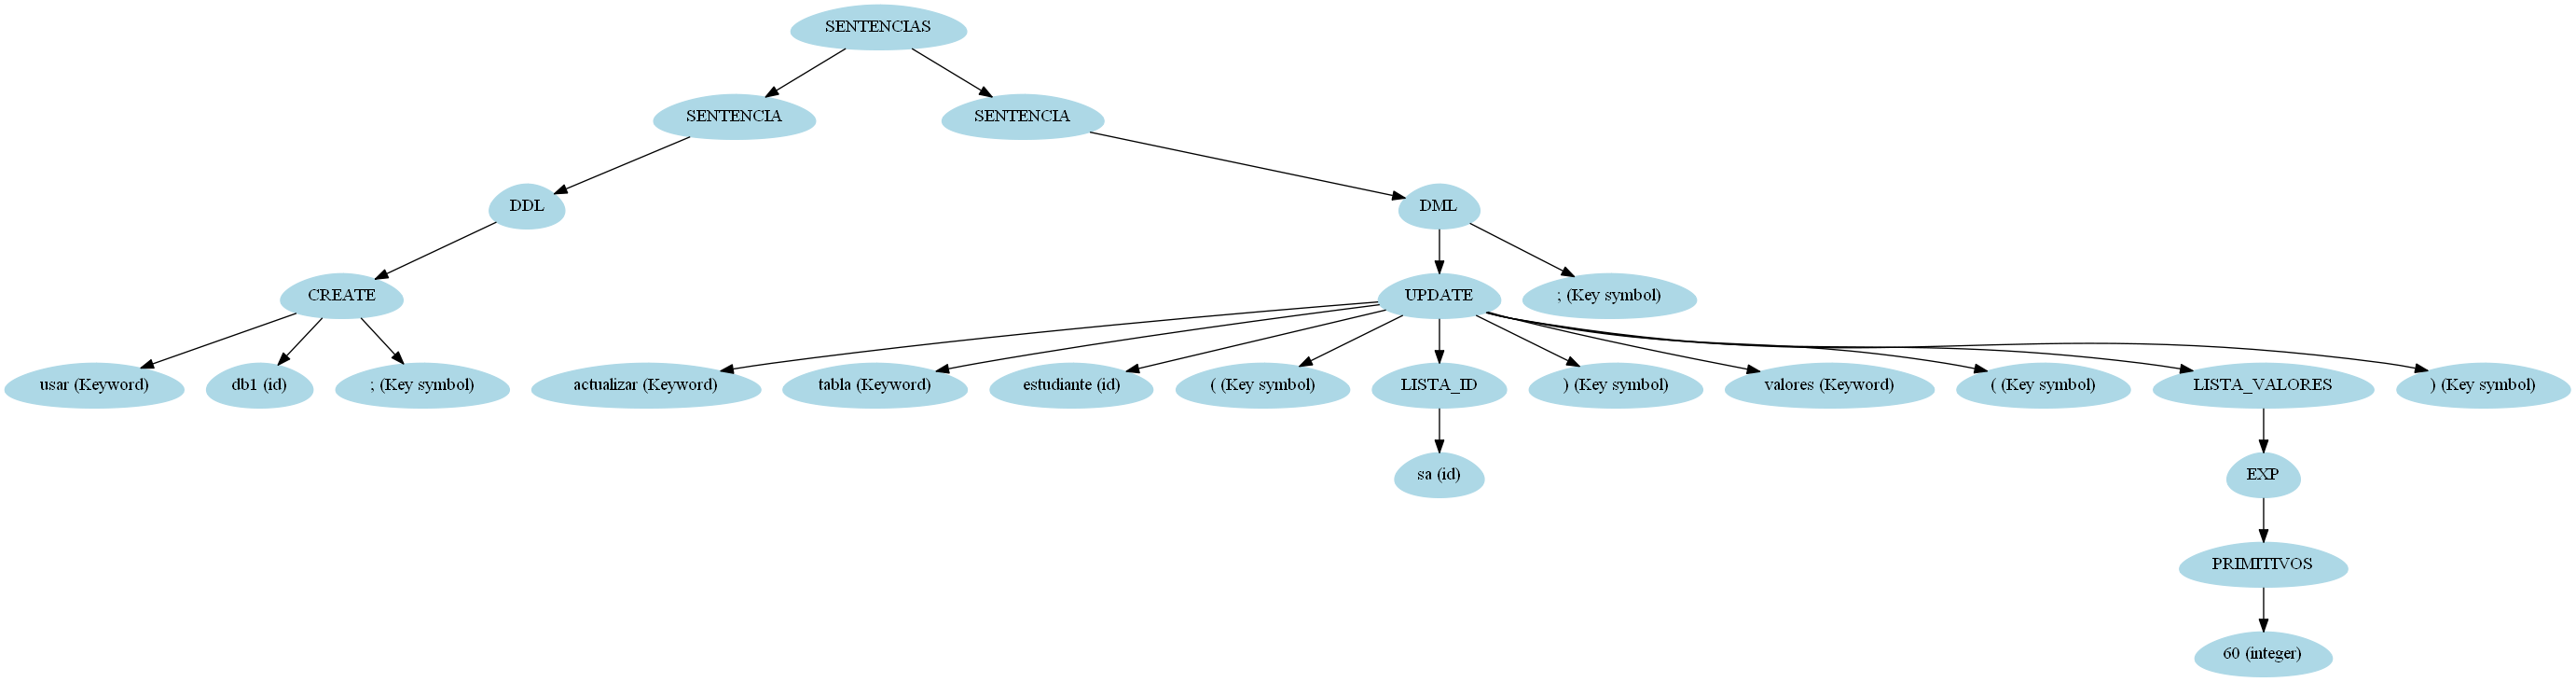 SENTENCIAS
SENTENCIA
SENTENCIA
DDL
DML
CREATE
UPDATE
; (Key symbol)
usar (Keyword)
db1 (id)
; (Key symbol)
actualizar (Keyword)
tabla (Keyword)
estudiante (id)
( (Key symbol)
LISTA_ID
) (Key symbol)
valores (Keyword)
( (Key symbol)
LISTA_VALORES
) (Key symbol)
sa (id)
EXP
PRIMITIVOS
60 (integer)